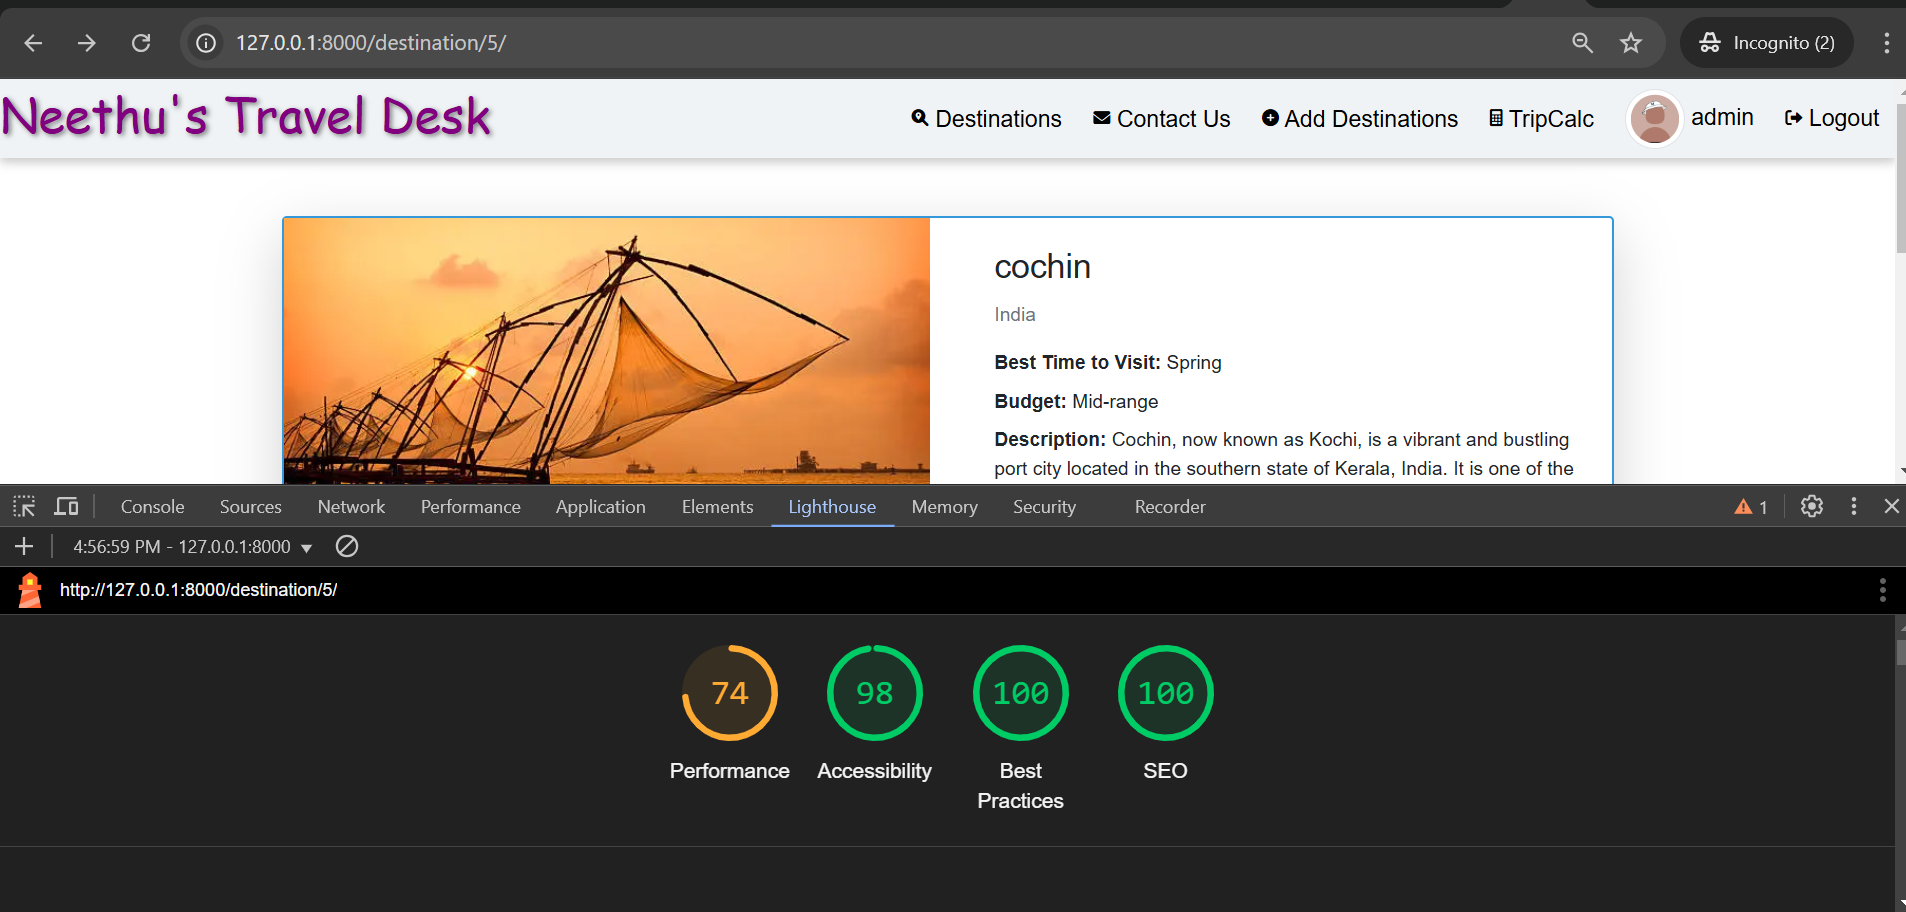 127.0.0.1:8000/destination/5/
Incognito (2)
Neethu's Travel Desk
Destinations
Contact Us
Add Destinations
TripCalc
admin
Logout
cochin
India
Best Time to Visit: Spring
Budget: Mid-range
Description: Cochin, now known as Kochi, is a vibrant and bustling
port city located in the southern state of Kerala, India. It is one of the
Console
Sources
Network
Performance
Application
Elements
Lighthouse
Memory
Security
Recorder
1
4:56:59 PM - 127.0.0.1:8000
http://127.0.0.1:8000/destination/5/
74
98
100
100
Performance
Accessibility
Best
Practices
SEO